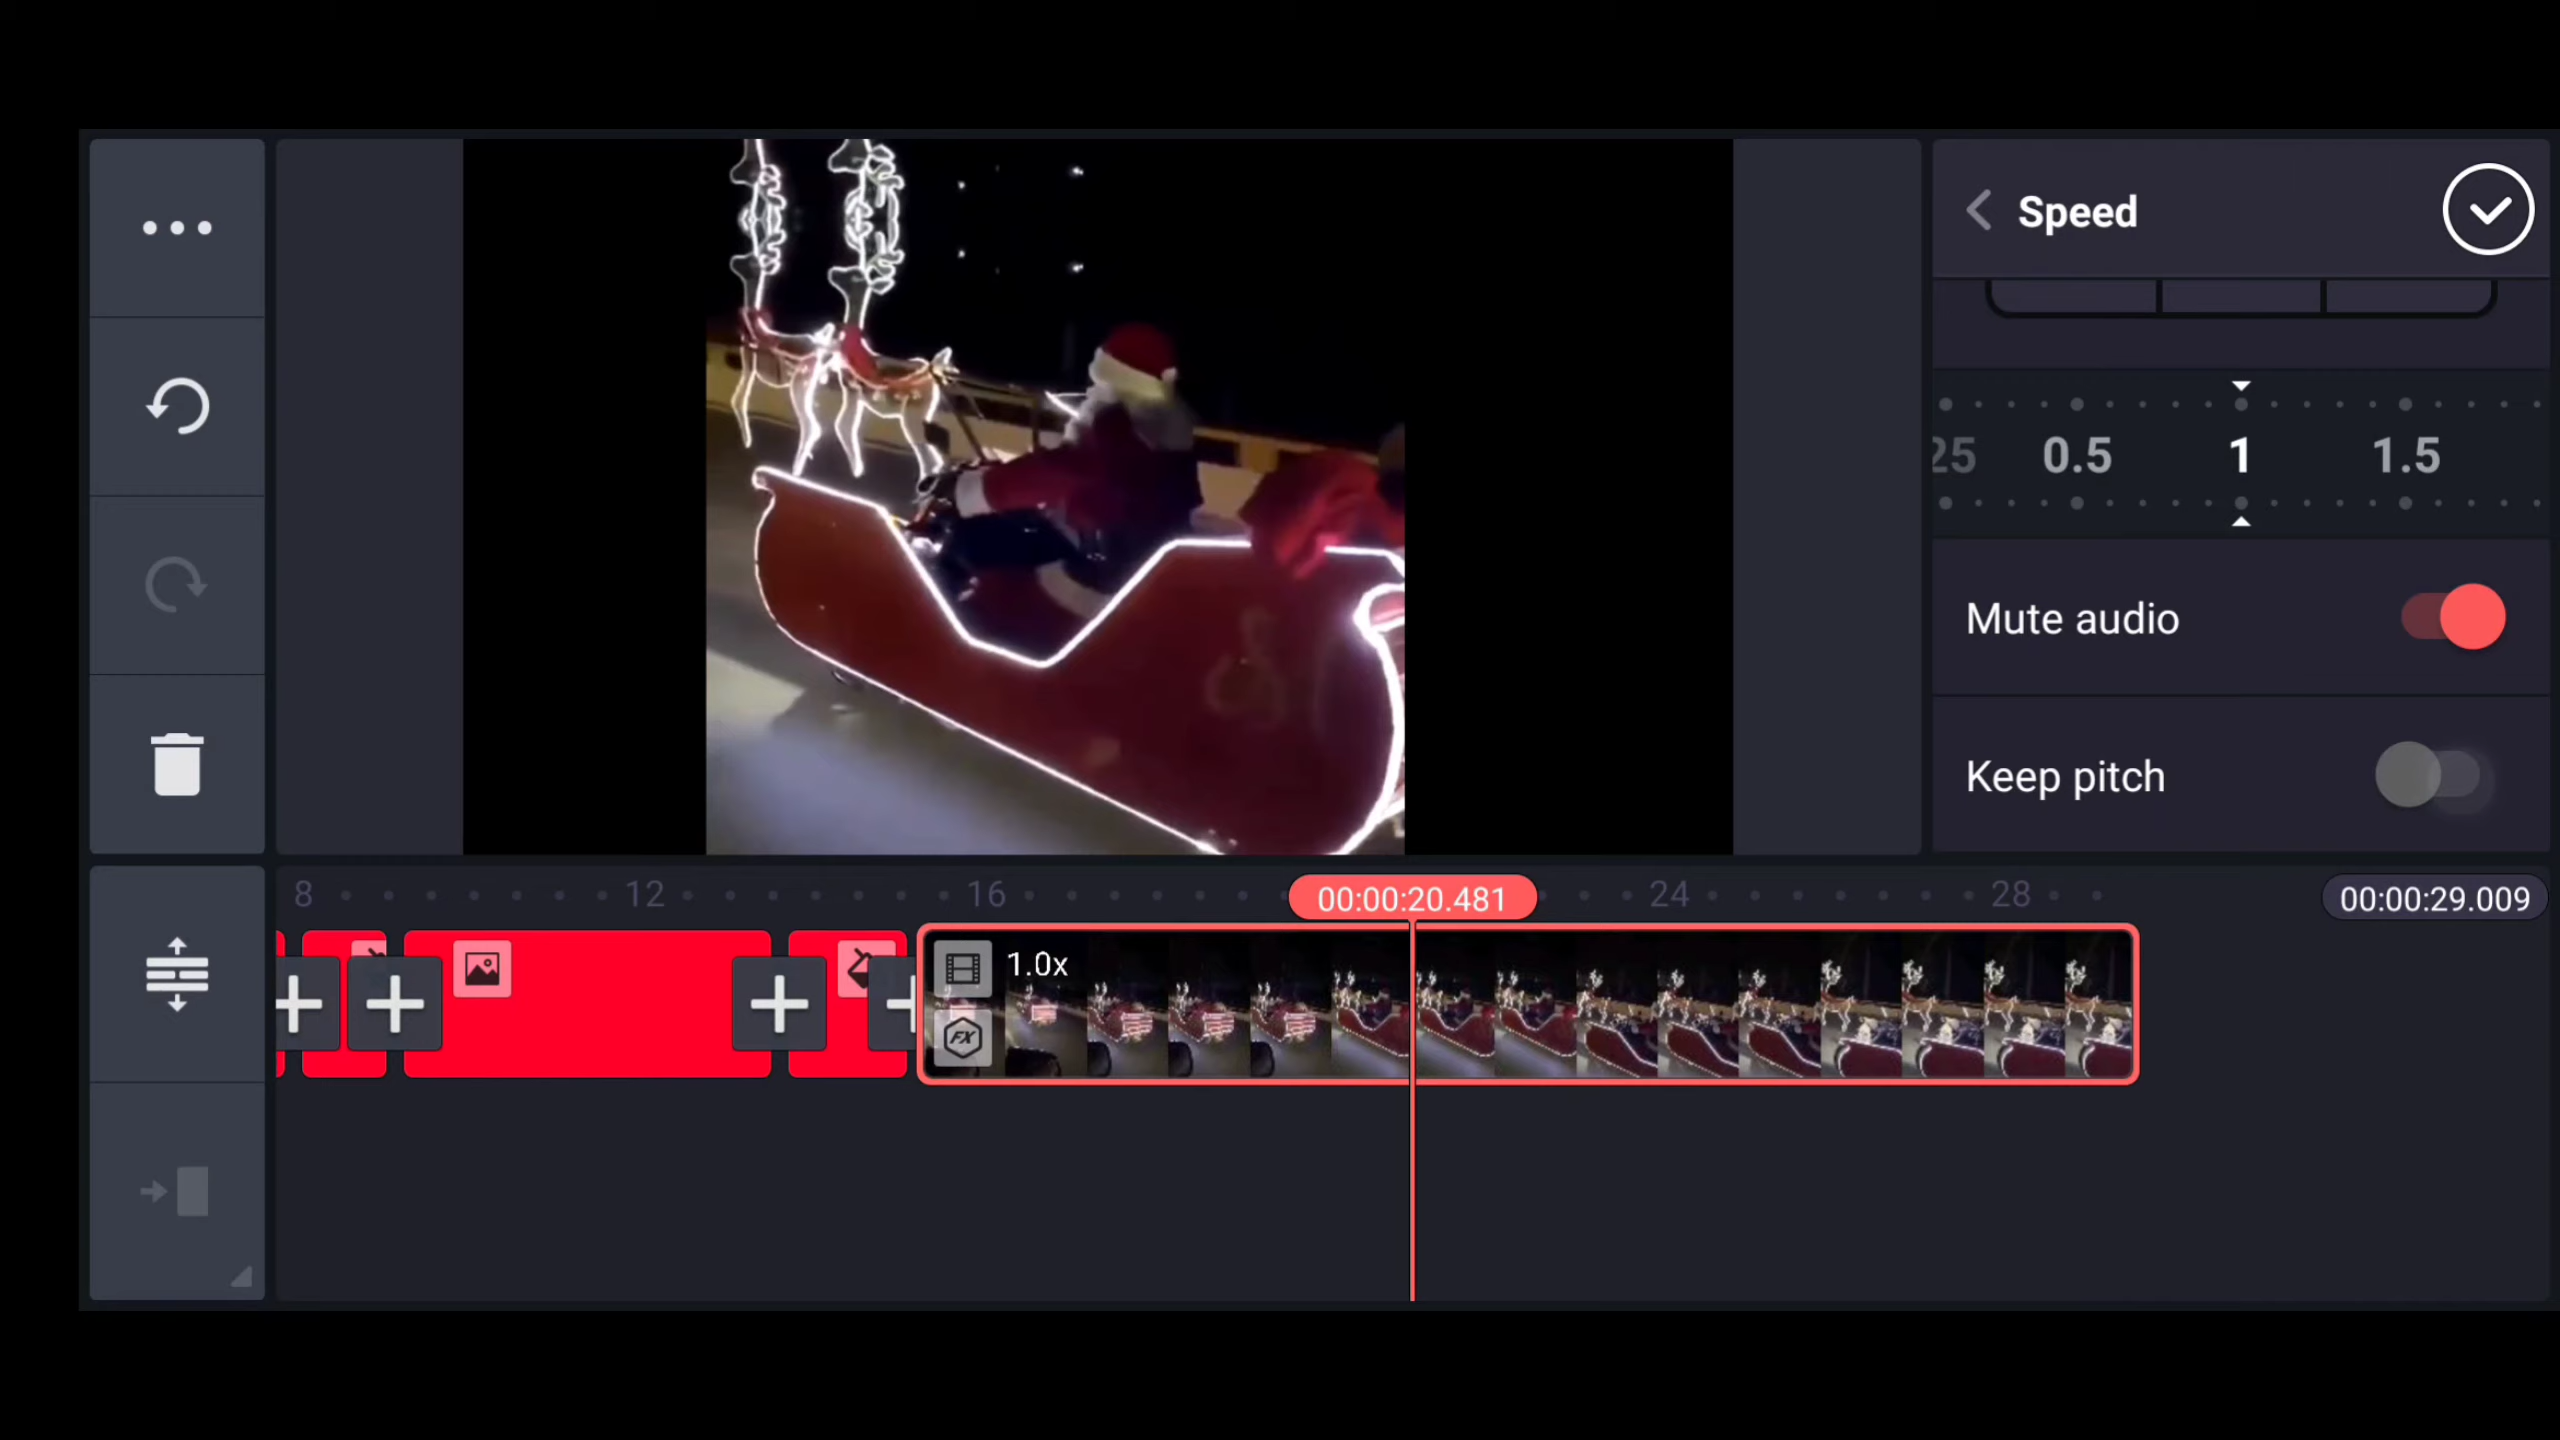 Speed
25 0.5 1 1.5
Mute audio
Keep pitch
8 12 16 00:00:20.481 24 28 00:00:29.009
1.0x
FX